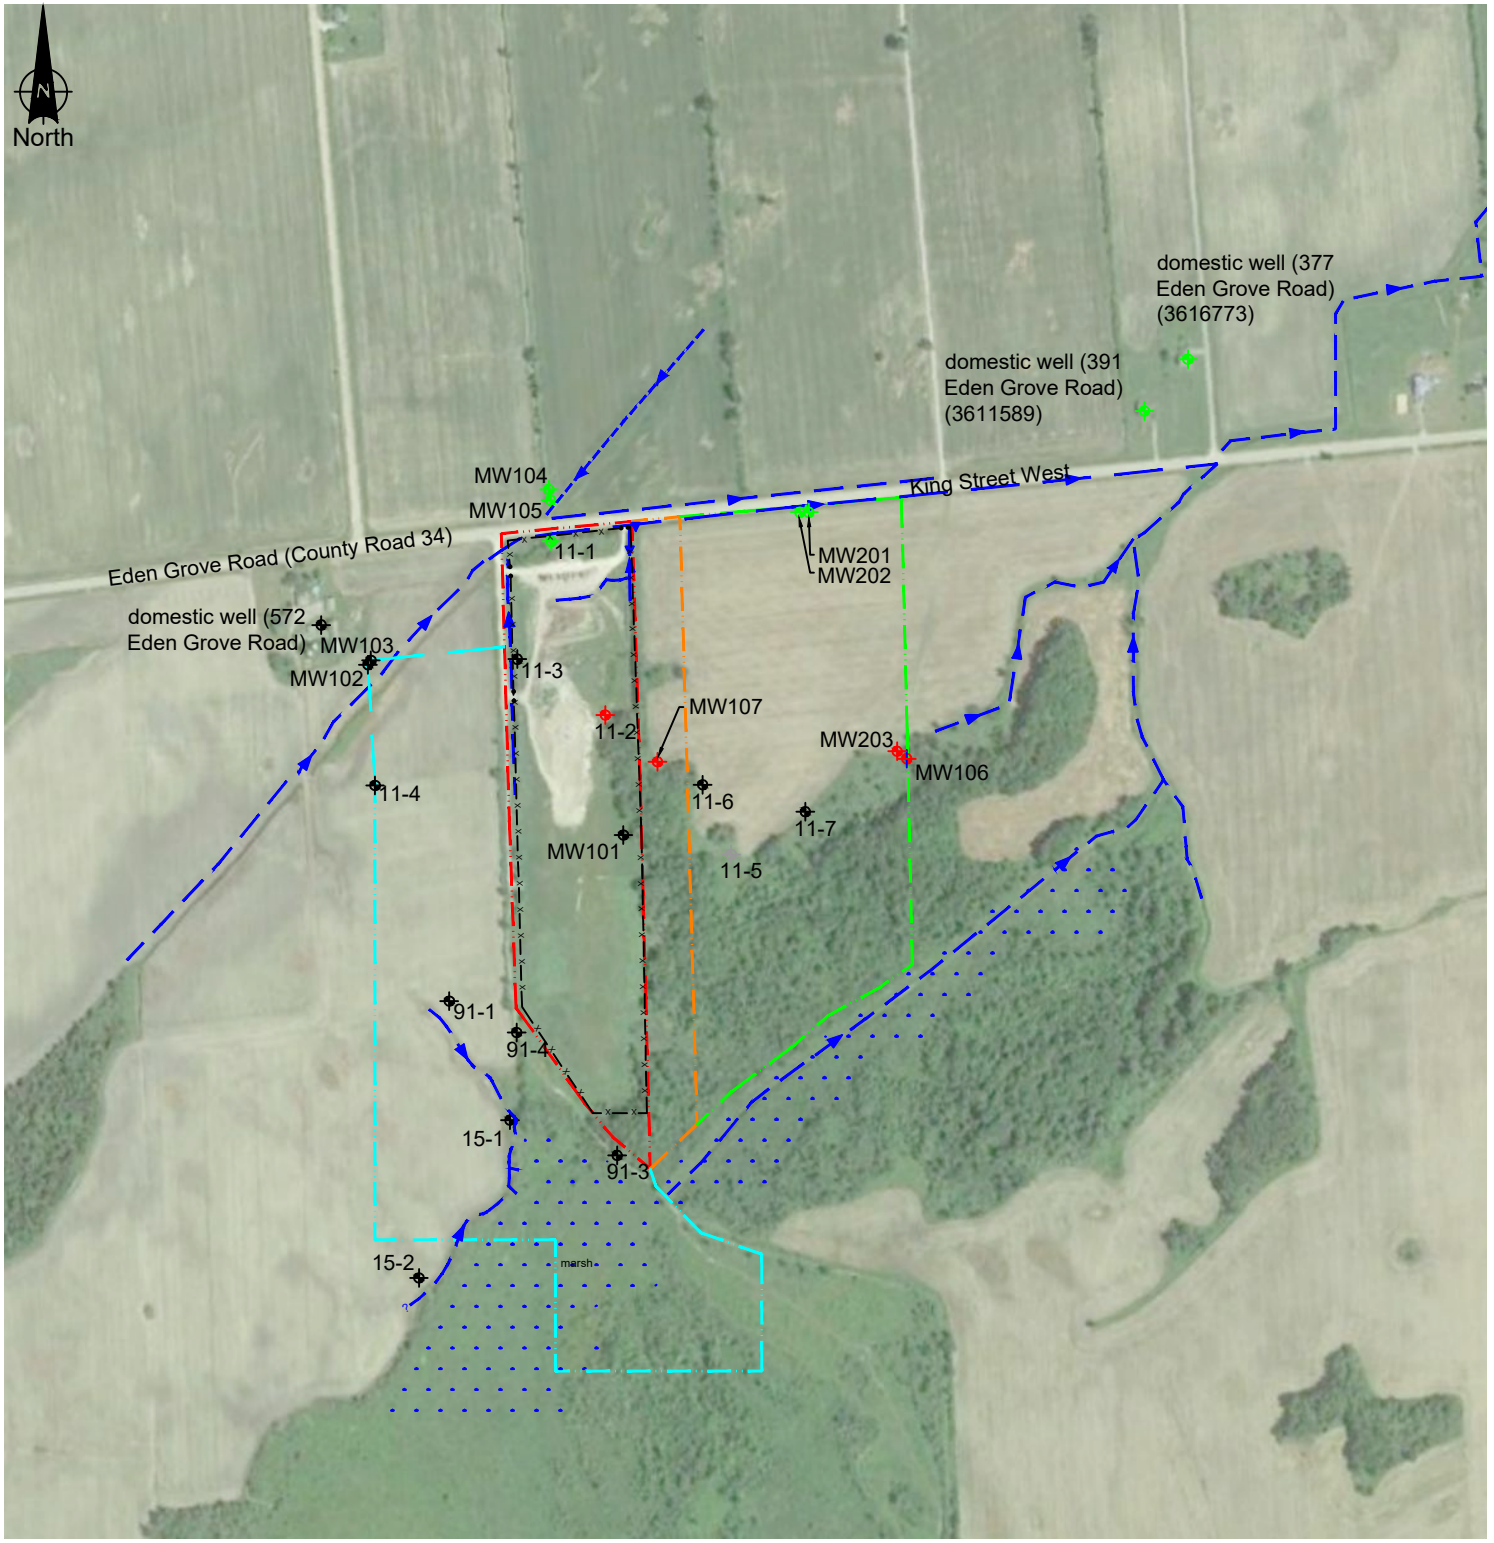 N
North
domestic well (377
Eden Grove Road)
(3616773)
domestic well (391
Eden Grove Road)
(3611589)
MW104
MW105
King Street West
Eden Grove Road (County Road 34)
11-1
MW201
MW202
domestic well (572
Eden Grove Road)
MW103
MW102
11-3
11-2
MW107
MW203
MW106
11-4
11-6
11-7
MW101
11-5
91-1
91-4
15-1
91-3
15-2
marsh
?